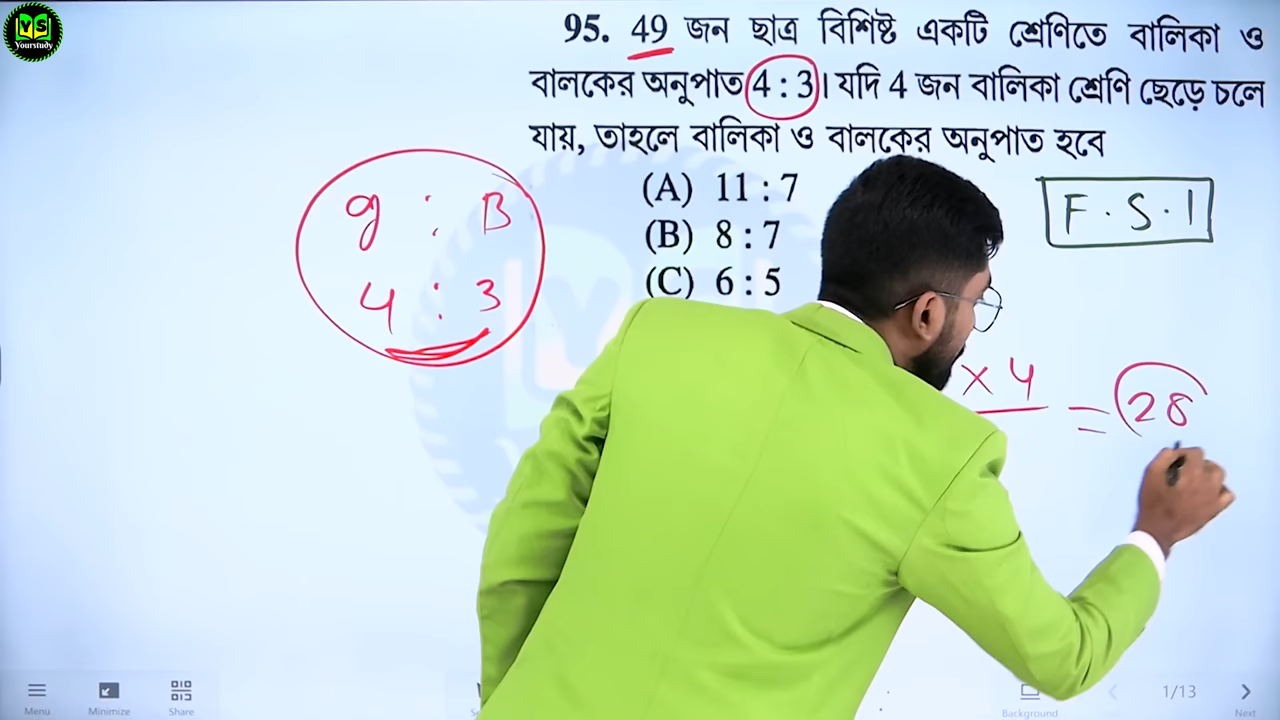 YS
Yourstudy
95. 49 জন ছাত্র বিশিষ্ট একটি শ্রেণিতে বালিকা ও
বালকের অনুপাত 4 : 3। যদি 4 জন বালিকা শ্রেণি ছেড়ে চলে
যায়, তাহলে বালিকা ও বালকের অনুপাত হবে
(A) 11 : 7
(B) 8 : 7
(C) 6 : 5
F . S . I
g : B
4 : 3
× 4
= 28
Menu
Minimize
Share
Background
1/13
Next